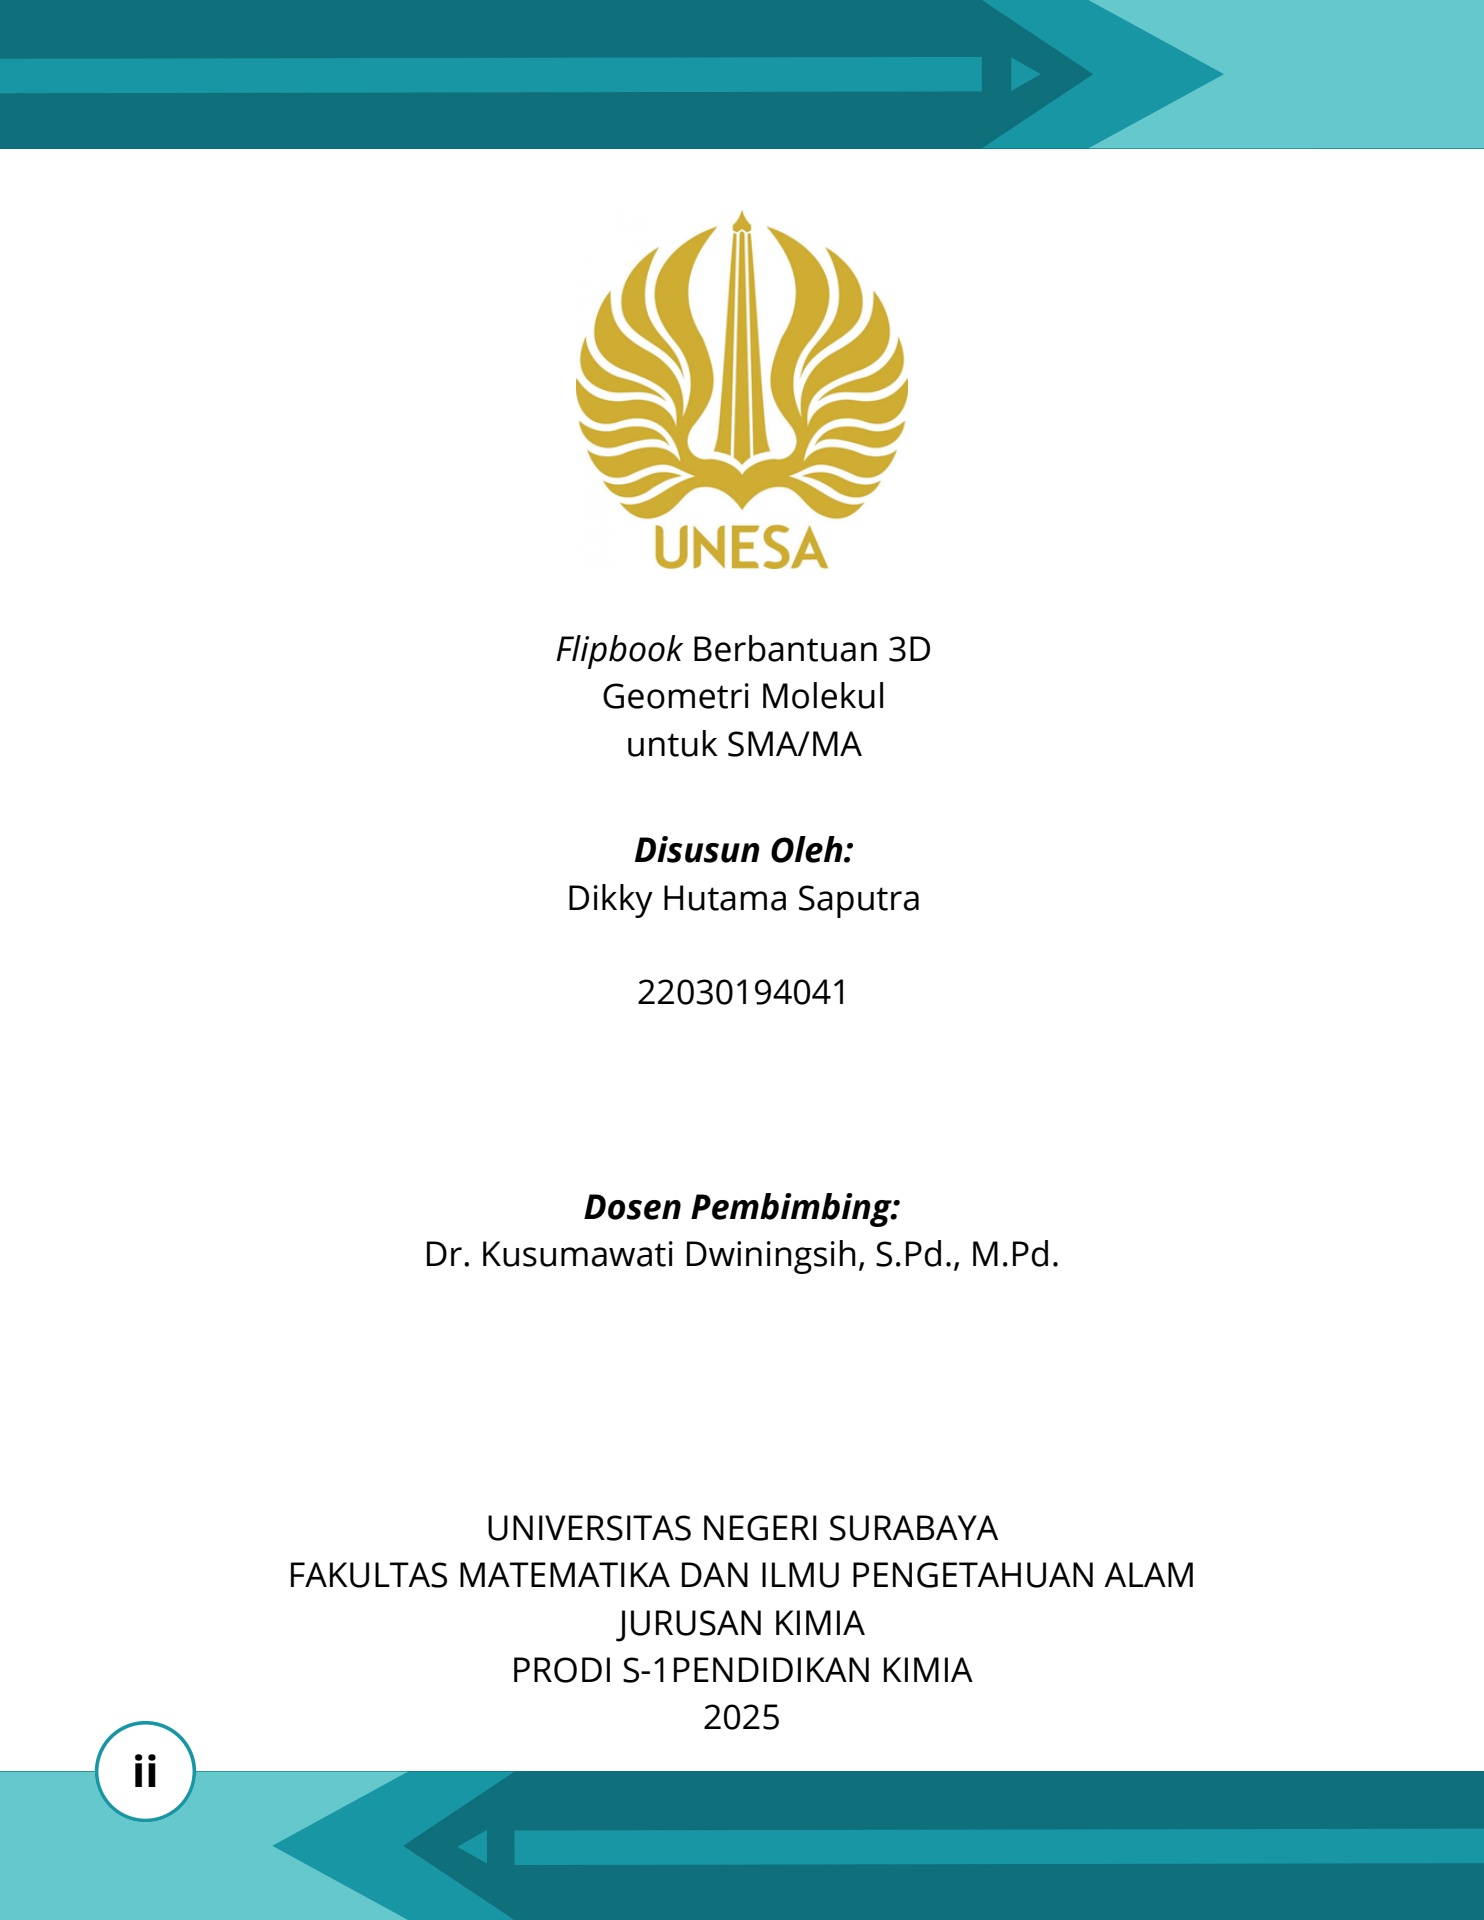 UNESA
Flipbook Berbantuan 3D
Geometri Molekul
untuk SMA/MA
Disusun Oleh:
Dikky Hutama Saputra
22030194041
Dosen Pembimbing:
Dr. Kusumawati Dwiningsih, S.Pd., M.Pd.
UNIVERSITAS NEGERI SURABAYA
FAKULTAS MATEMATIKA DAN ILMU PENGETAHUAN ALAM
JURUSAN KIMIA
PRODI S-1PENDIDIKAN KIMIA
2025
ii